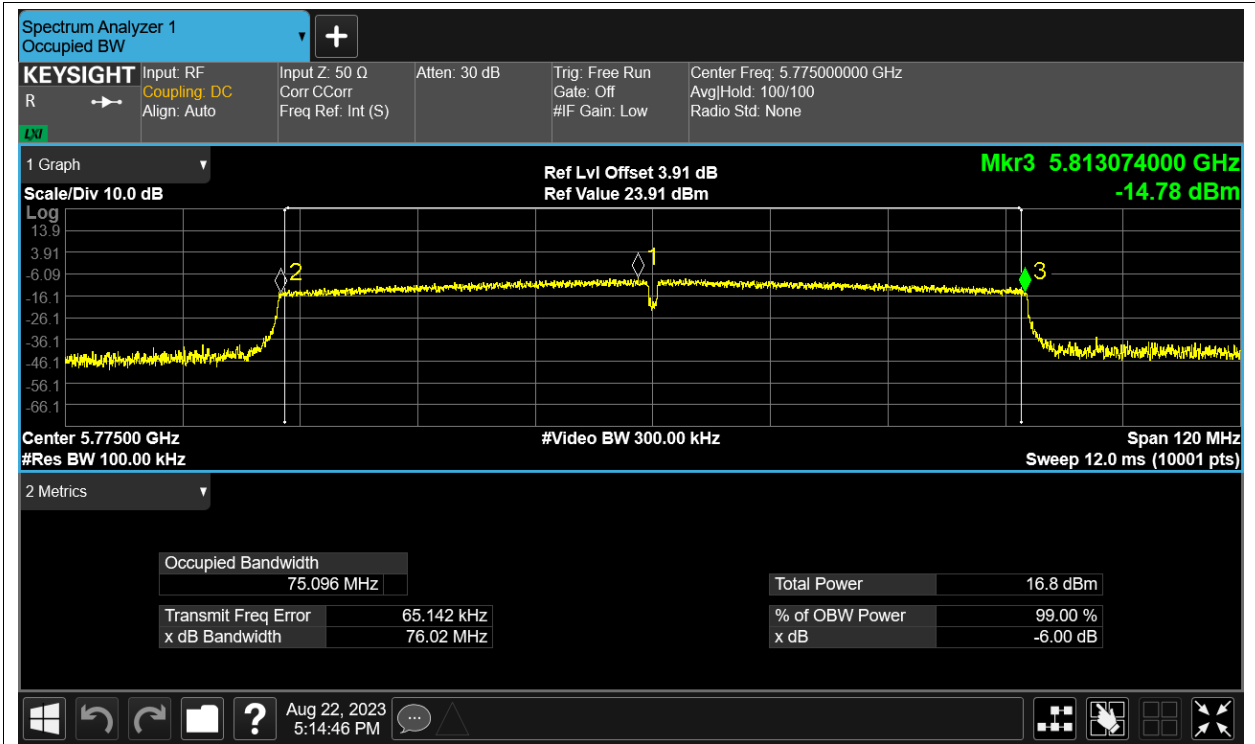 Spectrum Analyzer 1
Occupied BW
KEYSIGHT
R
LXI
Input: RF
Coupling: DC
Align: Auto
Input Z: 50 Ω
Corr CCorr
Freq Ref: Int (S)
Atten: 30 dB
Trig: Free Run
Gate: Off
#IF Gain: Low
Center Freq: 5.775000000 GHz
Avg|Hold: 100/100
Radio Std: None
1 Graph
Scale/Div 10.0 dB
Ref Lvl Offset 3.91 dB
Ref Value 23.91 dBm
Mkr3 5.813074000 GHz
-14.78 dBm
Log
13.9
3.91
-6.09
-16.1
-26.1
-36.1
-46.1
-56.1
-66.1
2
1
3
Center 5.77500 GHz
#Res BW 100.00 kHz
#Video BW 300.00 kHz
Span 120 MHz
Sweep 12.0 ms (10001 pts)
2 Metrics
Occupied Bandwidth
75.096 MHz
Transmit Freq Error 65.142 kHz
x dB Bandwidth 76.02 MHz
Total Power 16.8 dBm
% of OBW Power 99.00 %
x dB -6.00 dB
?
Aug 22, 2023
5:14:46 PM